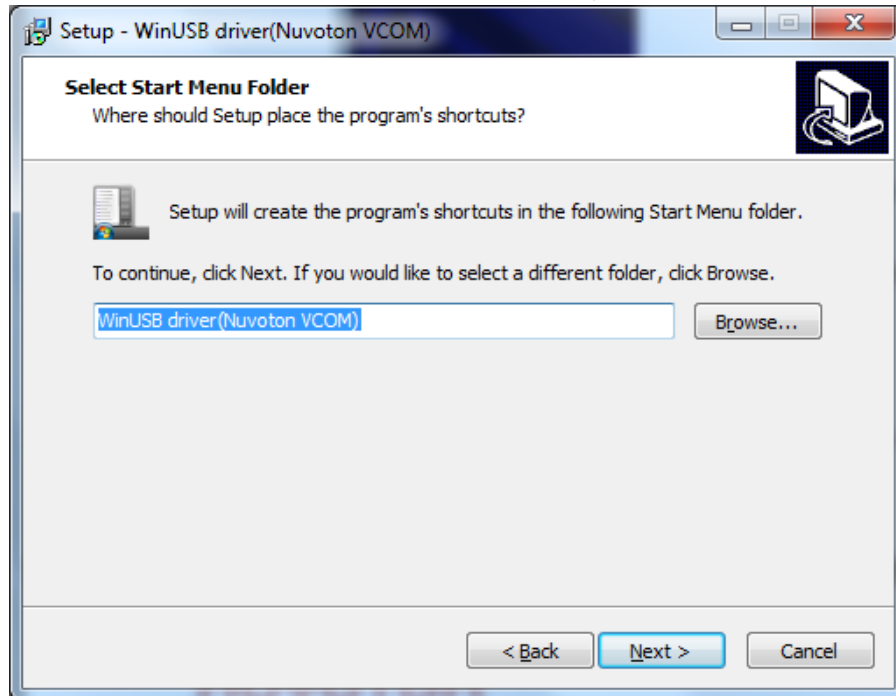 Setup - WinUSB driver(Nuvoton VCOM)
Select Start Menu Folder
Where should Setup place the program's shortcuts?
Setup will create the program's shortcuts in the following Start Menu folder.
To continue, click Next. If you would like to select a different folder, click Browse.
WinUSB driver(Nuvoton VCOM)
Browse...
< Back
Next >
Cancel